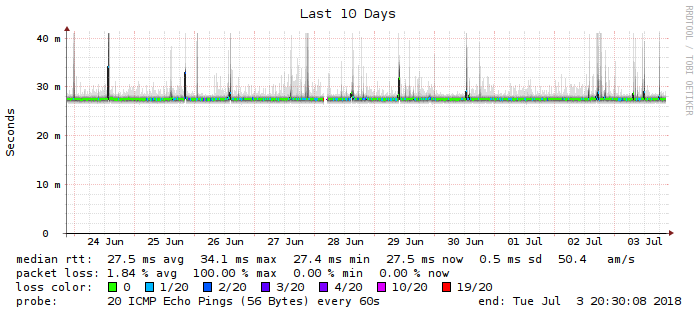 Last 10 Days
RRDTOOL / TOBI OETIKER
Seconds
40 m
30 m
20 m
10 m
0
24 Jun 25 Jun 26 Jun 27 Jun 28 Jun 29 Jun 30 Jun 01 Jul 02 Jul 03 Jul
median rtt: 27.5 ms avg 34.1 ms max 27.4 ms min 27.5 ms now 0.5 ms sd 50.4 am/s
packet loss: 1.84 % avg 100.00 % max 0.00 % min 0.00 % now
loss color: 0 1/20 2/20 3/20 4/20 10/20 19/20
probe: 20 ICMP Echo Pings (56 Bytes) every 60s end: Tue Jul 3 20:30:08 2018